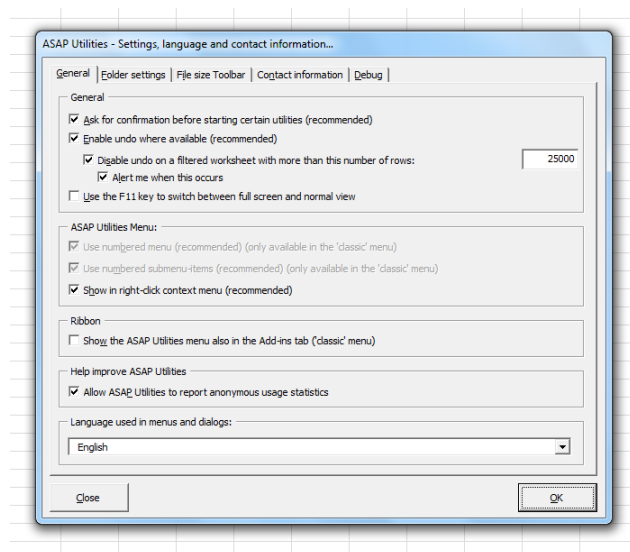 ASAP Utilities - Settings, language and contact information...
General
Folder settings
File size Toolbar
Contact information
Debug
General
Ask for confirmation before starting certain utilities (recommended)
Enable undo where available (recommended)
Disable undo on a filtered worksheet with more than this number of rows: 25000
Alert me when this occurs
Use the F11 key to switch between full screen and normal view
ASAP Utilities Menu:
Use numbered menu (recommended) (only available in the 'classic' menu)
Use numbered submenu-items (recommended) (only available in the 'classic' menu)
Show in right-click context menu (recommended)
Ribbon
Show the ASAP Utilities menu also in the Add-ins tab ('classic' menu)
Help improve ASAP Utilities
Allow ASAP Utilities to report anonymous usage statistics
Language used in menus and dialogs:
English
Close
OK